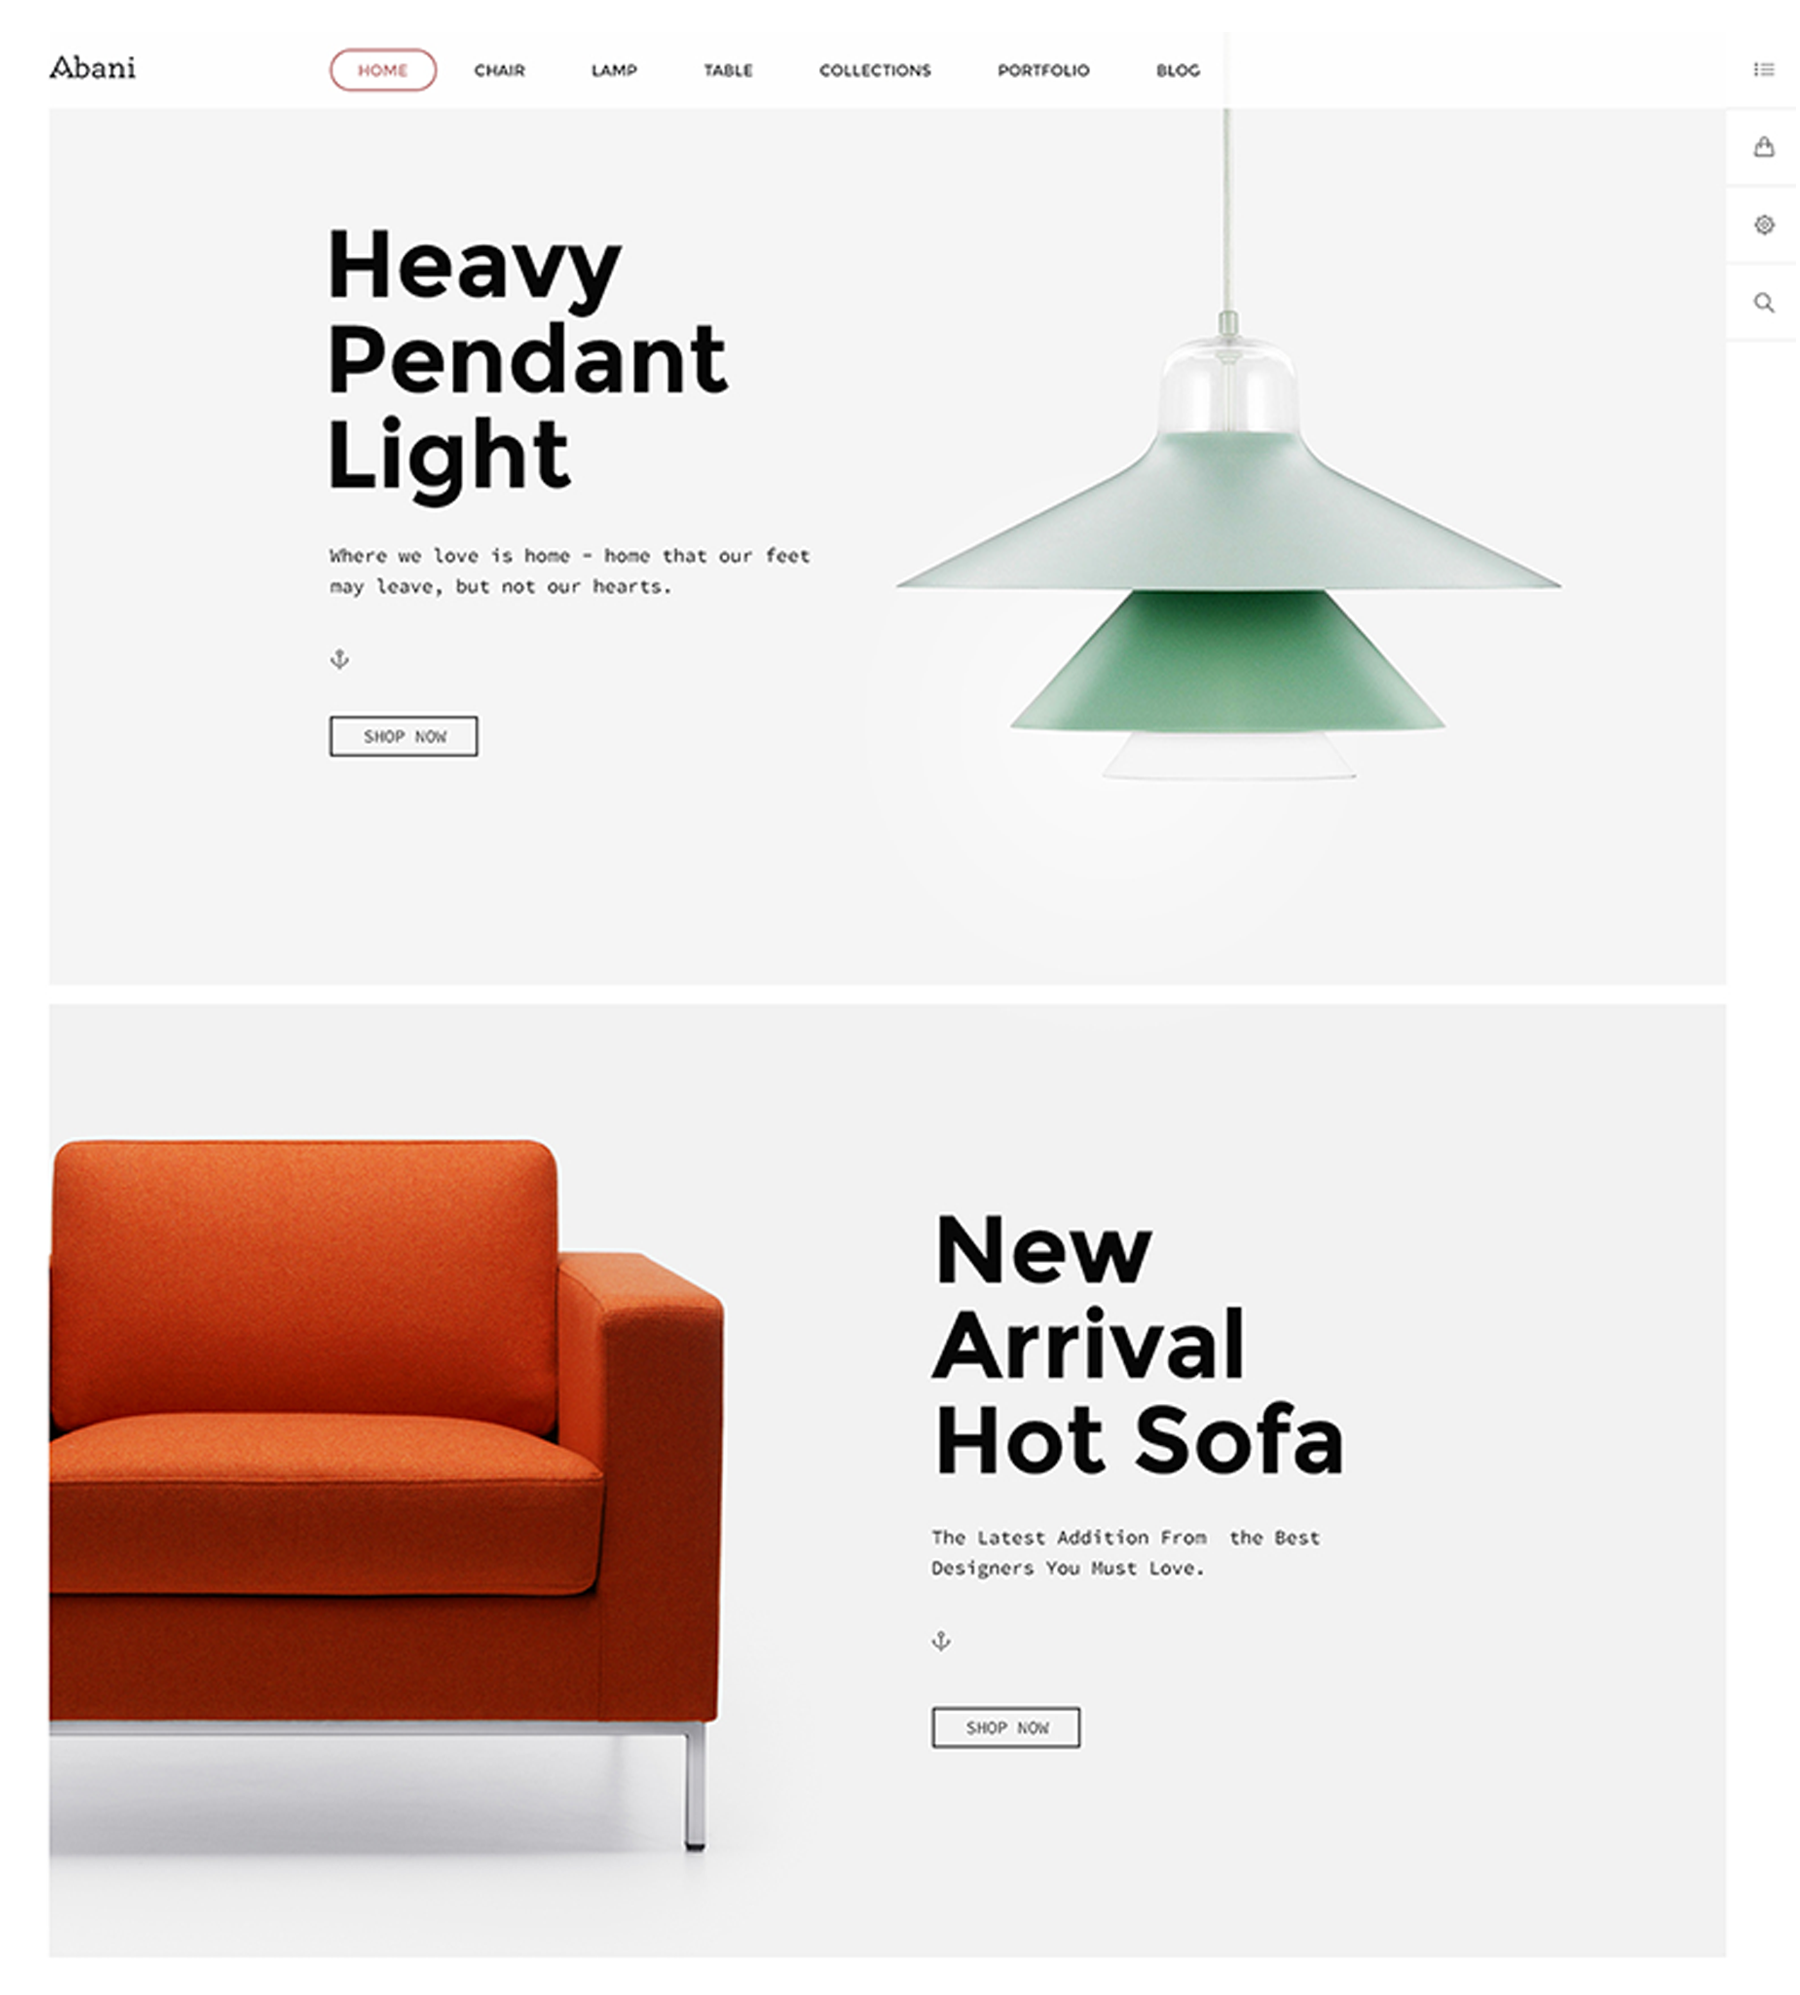 Abani
HOME CHAIR LAMP TABLE COLLECTIONS PORTFOLIO BLOG
Heavy
Pendant
Light
Where we love is home - home that our feet
may leave, but not our hearts.
SHOP NOW
New
Arrival
Hot Sofa
The Latest Addition From  the Best
Designers You Must Love.
SHOP NOW